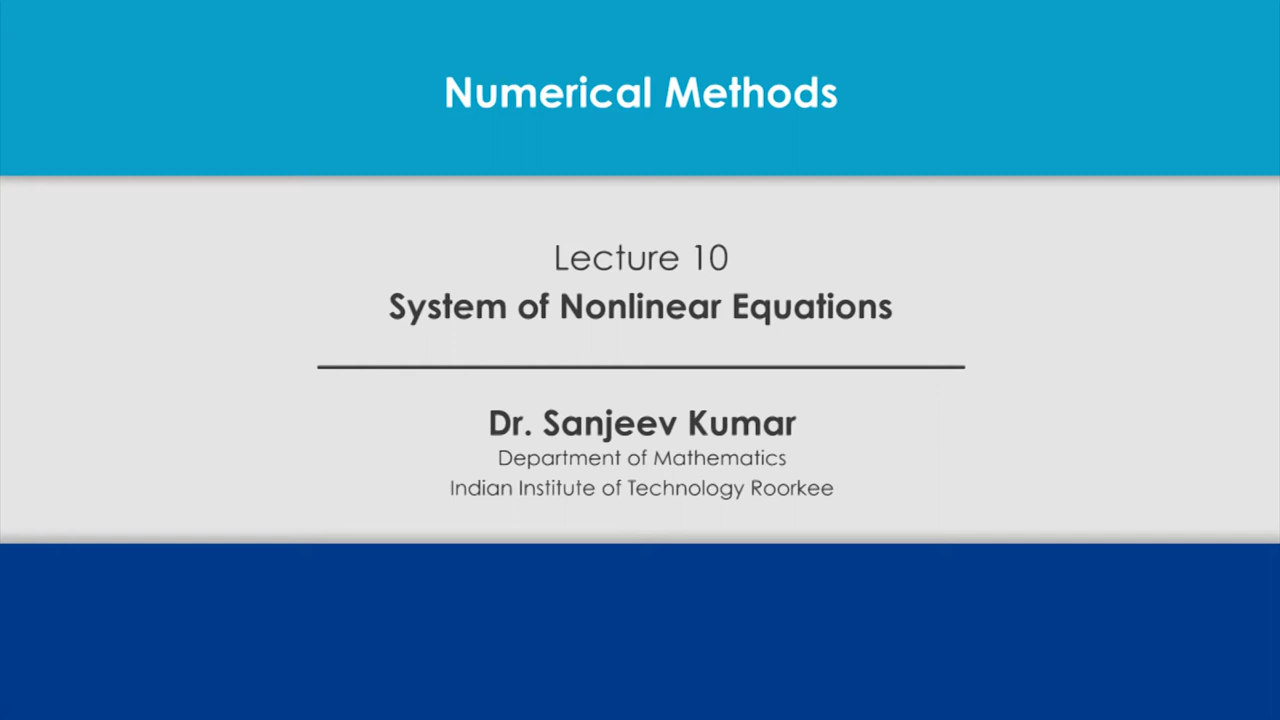 Numerical Methods
Lecture 10
System of Nonlinear Equations
Dr. Sanjeev Kumar
Department of Mathematics
Indian Institute of Technology Roorkee